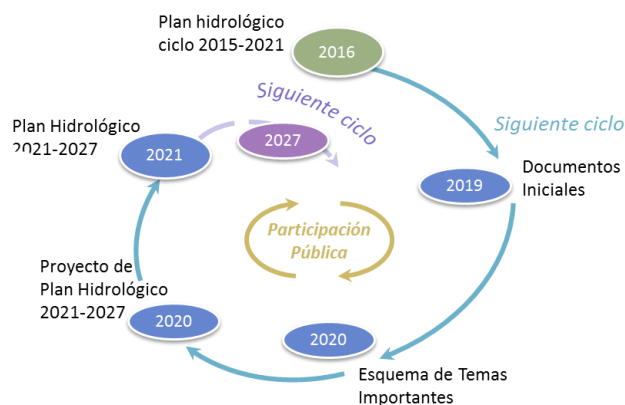 Plan hidrológico
ciclo 2015-2021
2016
Siguiente ciclo
2019
Documentos
Iniciales
2020
Esquema de Temas
Importantes
2020
Proyecto de
Plan Hidrológico
2021-2027
2021
Plan Hidrológico
2021-2027
2027
Siguiente ciclo
Participación
Pública